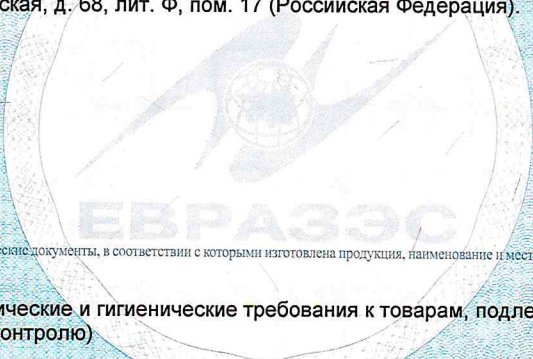 ская, д. 68, лит. Ф, пом. 17 (Российская Федерация).
ЕВРАЗЭС
еские документы, в соответствии с которыми изготовлена продукция, наименование и мест
ические и гигиенические требования к товарам, подле
онтролю)